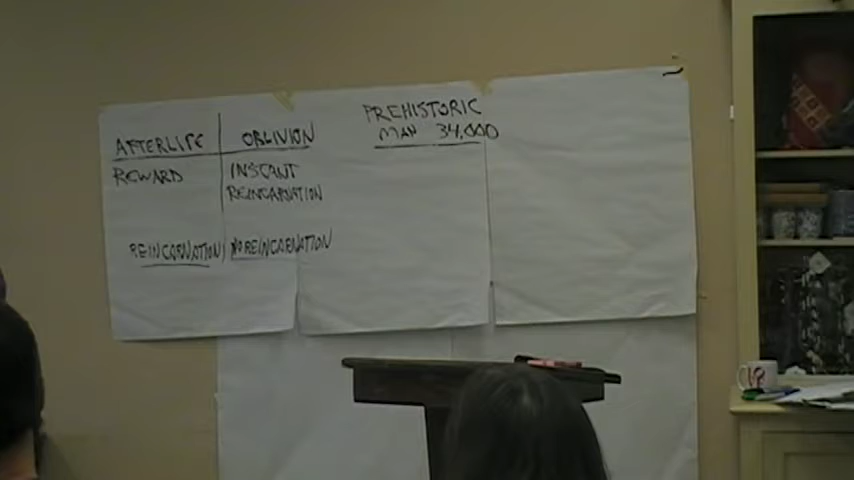 AFTERLIFE OBLIVION
REWARD INSTANT
REINCARNATION
REINCARNATION NO REINCARNATION
PREHISTORIC
MAN 34,000